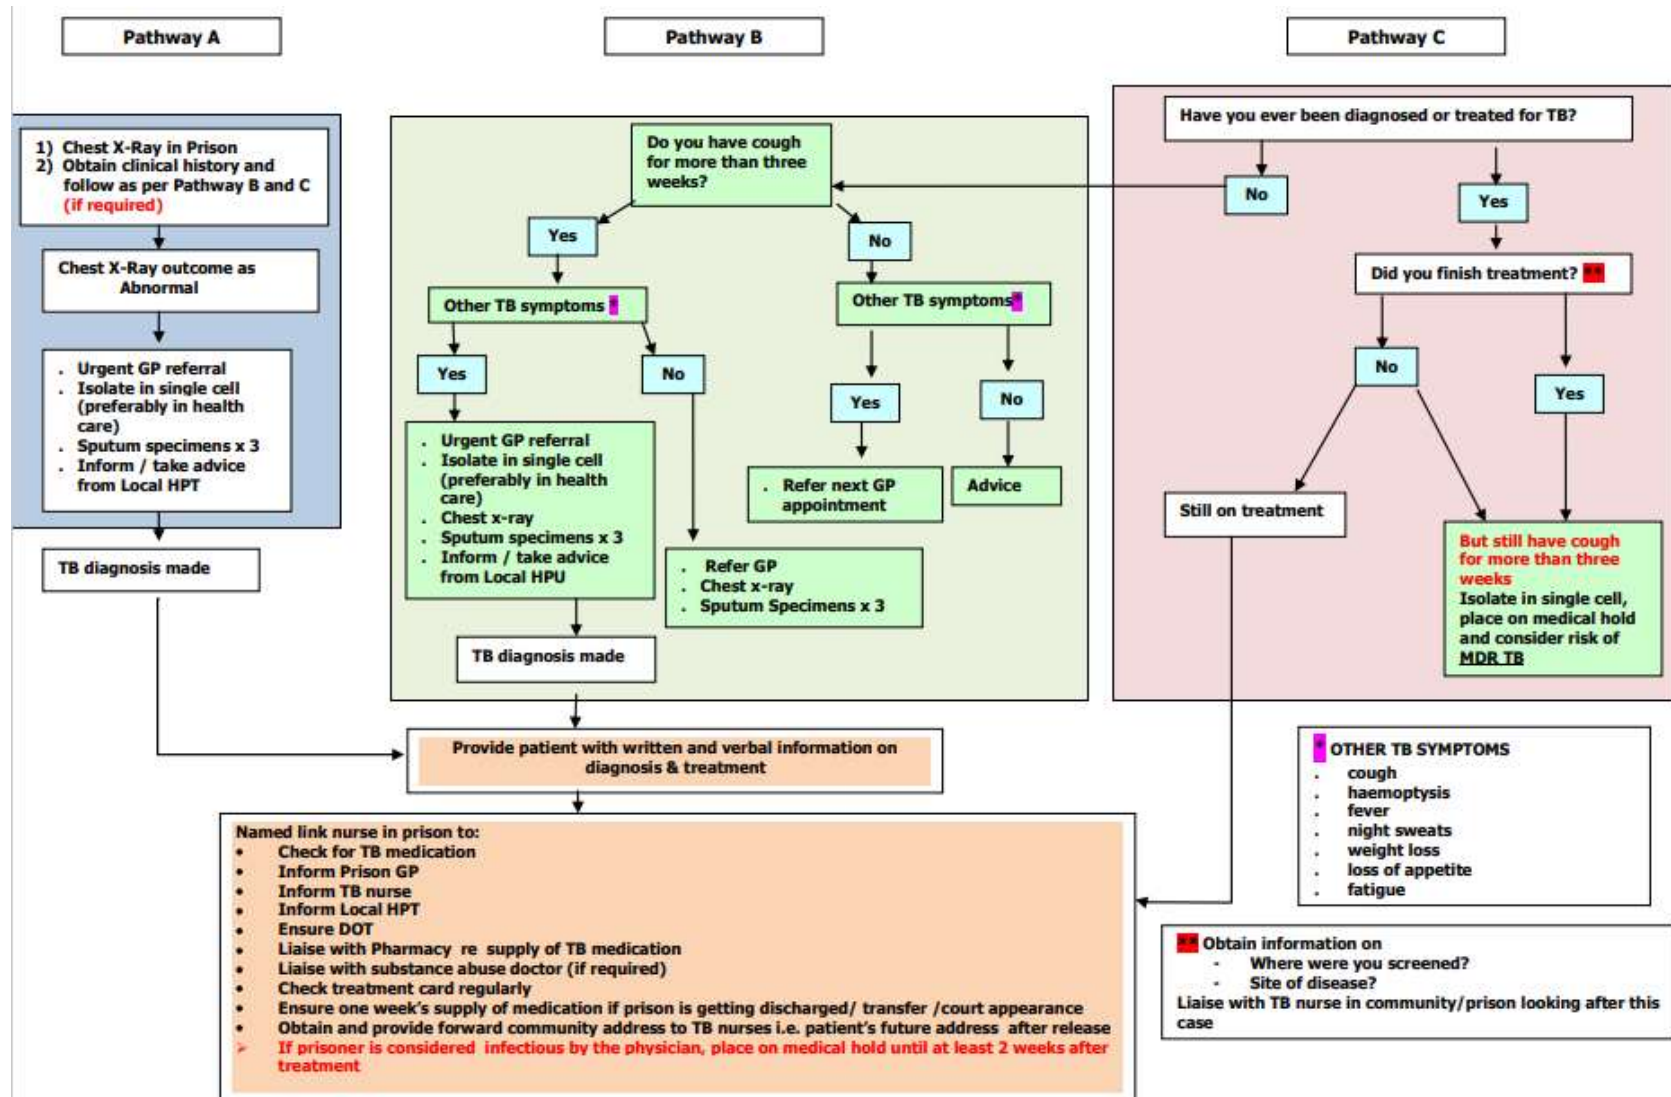 Pathway A
Pathway B
Pathway C
1) Chest X-Ray in Prison
2) Obtain clinical history and
follow as per Pathway B and C
(if required)
Chest X-Ray outcome as
Abnormal
. Urgent GP referral
. Isolate in single cell
(preferably in health
care)
. Sputum specimens x 3
. Inform / take advice
from Local HPT
TB diagnosis made
Do you have cough
for more than three
weeks?
Yes
No
Other TB symptoms *
Other TB symptoms*
Yes
No
Yes
No
. Urgent GP referral
. Isolate in single cell
(preferably in health
care)
. Chest x-ray
. Sputum specimens x 3
. Inform / take advice
from Local HPU
. Refer GP
. Chest x-ray
. Sputum Specimens x 3
. Refer next GP
appointment
Advice
TB diagnosis made
Have you ever been diagnosed or treated for TB?
No
Yes
Did you finish treatment? **
No
Yes
Still on treatment
But still have cough
for more than three
weeks
Isolate in single cell,
place on medical hold
and consider risk of
MDR TB
Provide patient with written and verbal information on
diagnosis & treatment
Named link nurse in prison to:
• Check for TB medication
• Inform Prison GP
• Inform TB nurse
• Inform Local HPT
• Ensure DOT
• Liaise with Pharmacy re supply of TB medication
• Liaise with substance abuse doctor (if required)
• Check treatment card regularly
• Ensure one week's supply of medication if prison is getting discharged/ transfer /court appearance
• Obtain and provide forward community address to TB nurses i.e. patient's future address after release
➢ If prisoner is considered infectious by the physician, place on medical hold until at least 2 weeks after
treatment
* OTHER TB SYMPTOMS
. cough
. haemoptysis
. fever
. night sweats
. weight loss
. loss of appetite
. fatigue
** Obtain information on
- Where were you screened?
- Site of disease?
Liaise with TB nurse in community/prison looking after this
case